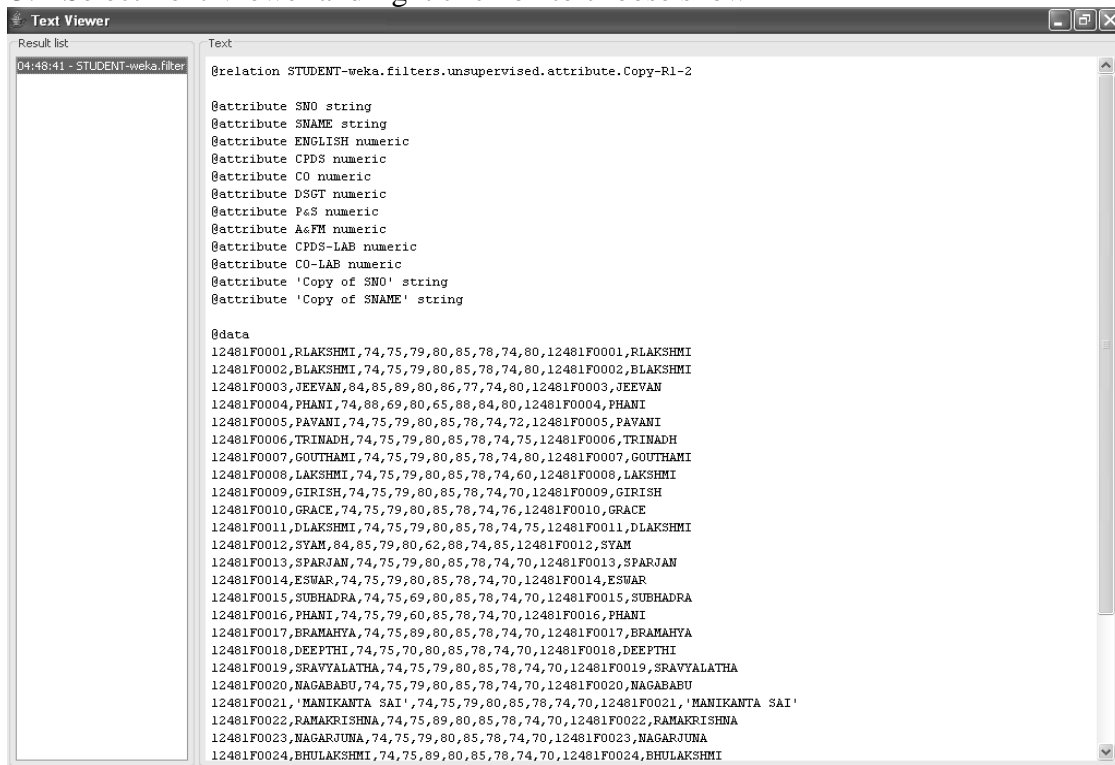 Text Viewer
Result list
Text
04:48:41 - STUDENT-weka.filter
@relation STUDENT-weka.filters.unsupervised.attribute.Copy-R1-2
@attribute SNO string
@attribute SNAME string
@attribute ENGLISH numeric
@attribute CPDS numeric
@attribute CO numeric
@attribute DSGT numeric
@attribute P&S numeric
@attribute A&FM numeric
@attribute CPDS-LAB numeric
@attribute CO-LAB numeric
@attribute 'Copy of SNO' string
@attribute 'Copy of SNAME' string
@data
12481F0001,RLAKSHMI,74,75,79,80,85,78,74,80,12481F0001,RLAKSHMI
12481F0002,BLAKSHMI,74,75,79,80,85,78,74,80,12481F0002,BLAKSHMI
12481F0003,JEEVAN,84,85,89,80,86,77,74,80,12481F0003,JEEVAN
12481F0004,PHANI,74,88,69,80,65,88,84,80,12481F0004,PHANI
12481F0005,PAVANI,74,75,79,80,85,78,74,72,12481F0005,PAVANI
12481F0006,TRINADH,74,75,79,80,85,78,74,75,12481F0006,TRINADH
12481F0007,GOUTHAMI,74,75,79,80,85,78,74,80,12481F0007,GOUTHAMI
12481F0008,LAKSHMI,74,75,79,80,85,78,74,60,12481F0008,LAKSHMI
12481F0009,GIRISH,74,75,79,80,85,78,74,70,12481F0009,GIRISH
12481F0010,GRACE,74,75,79,80,85,78,74,76,12481F0010,GRACE
12481F0011,DLAKSHMI,74,75,79,80,85,78,74,75,12481F0011,DLAKSHMI
12481F0012,SYAM,84,85,79,80,62,88,74,85,12481F0012,SYAM
12481F0013,SPARJAN,74,75,79,80,85,78,74,70,12481F0013,SPARJAN
12481F0014,ESWAR,74,75,79,80,85,78,74,70,12481F0014,ESWAR
12481F0015,SUBHADRA,74,75,69,80,85,78,74,70,12481F0015,SUBHADRA
12481F0016,PHANI,74,75,79,60,85,78,74,70,12481F0016,PHANI
12481F0017,BRAMAHYA,74,75,89,80,85,78,74,70,12481F0017,BRAMAHYA
12481F0018,DEEPTHI,74,75,70,80,85,78,74,70,12481F0018,DEEPTHI
12481F0019,SRAVYALATHA,74,75,79,80,85,78,74,70,12481F0019,SRAVYALATHA
12481F0020,NAGABABU,74,75,79,80,85,78,74,70,12481F0020,NAGABABU
12481F0021,'MANIKANTA SAI',74,75,79,80,85,78,74,70,12481F0021,'MANIKANTA SAI'
12481F0022,RAMAKRISHNA,74,75,89,80,85,78,74,70,12481F0022,RAMAKRISHNA
12481F0023,NAGARJUNA,74,75,79,80,85,78,74,70,12481F0023,NAGARJUNA
12481F0024,BHULAKSHMI,74,75,89,80,85,78,74,70,12481F0024,BHULAKSHMI